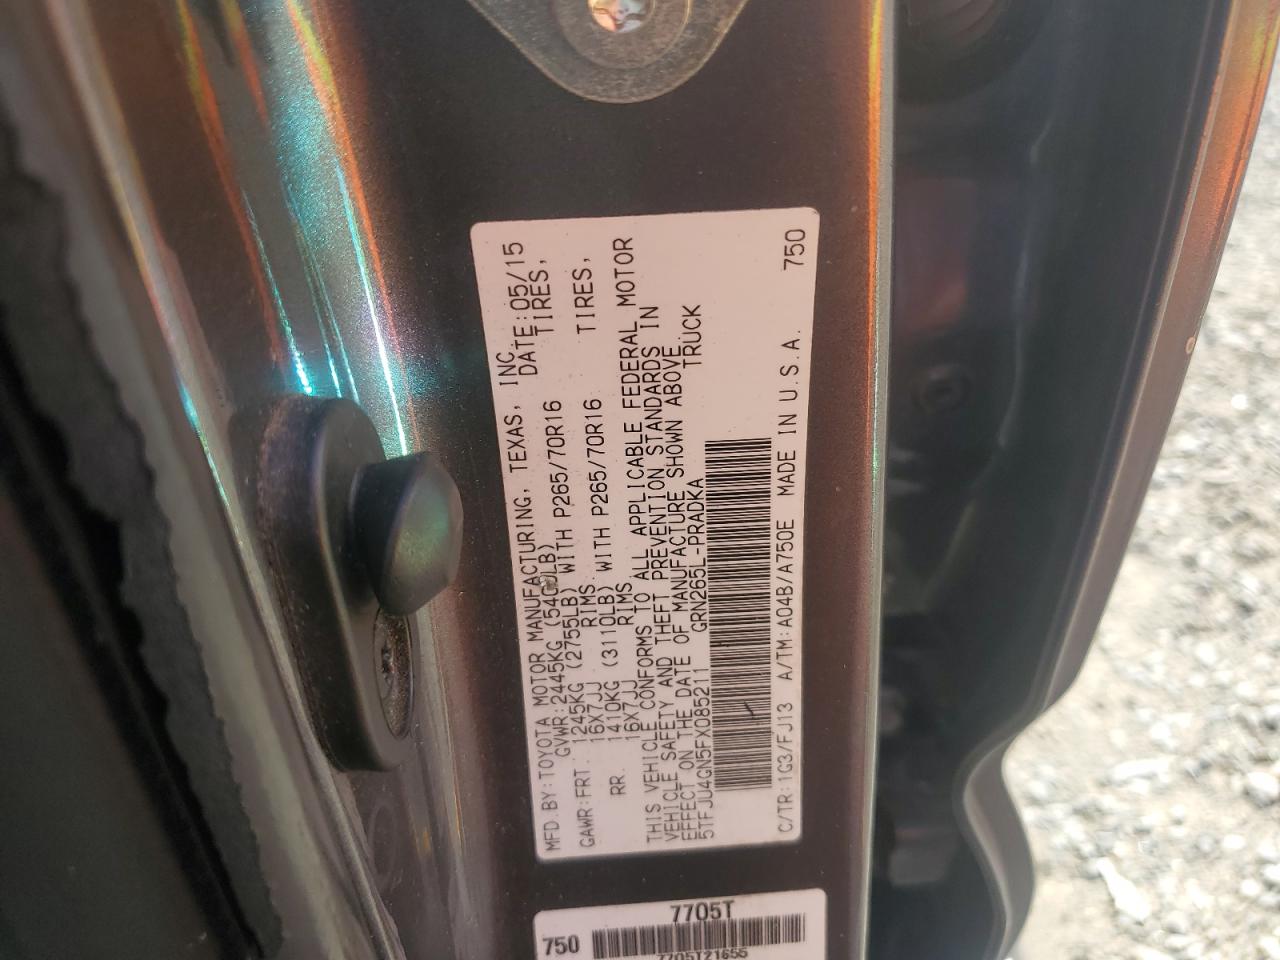 MFD.BY:TOYOTA MOTOR MANUFACTURING, TEXAS, INC
GVWR:2445KG (5400LB) DATE:05/15
GAWR:FRT. 1245KG (2755LB) WITH P265/70R16 TIRES,
16X7JJ RIMS.
RR. 1410KG (3110LB) WITH P265/70R16 TIRES,
16X7JJ RIMS
THIS VEHICLE CONFORMS TO ALL APPLICABLE FEDERAL MOTOR
VEHICLE SAFETY AND THEFT PREVENTION STANDARDS IN
EFFECT ON THE DATE OF MANUFACTURE SHOWN ABOVE
5TFJU4GN5FX085211 GRN265L-PRADKA TRUCK
C/TR:1G3/FJ13 A/TM:A04B/A750E MADE IN U.S.A. 750
7705T
750
7705T21655